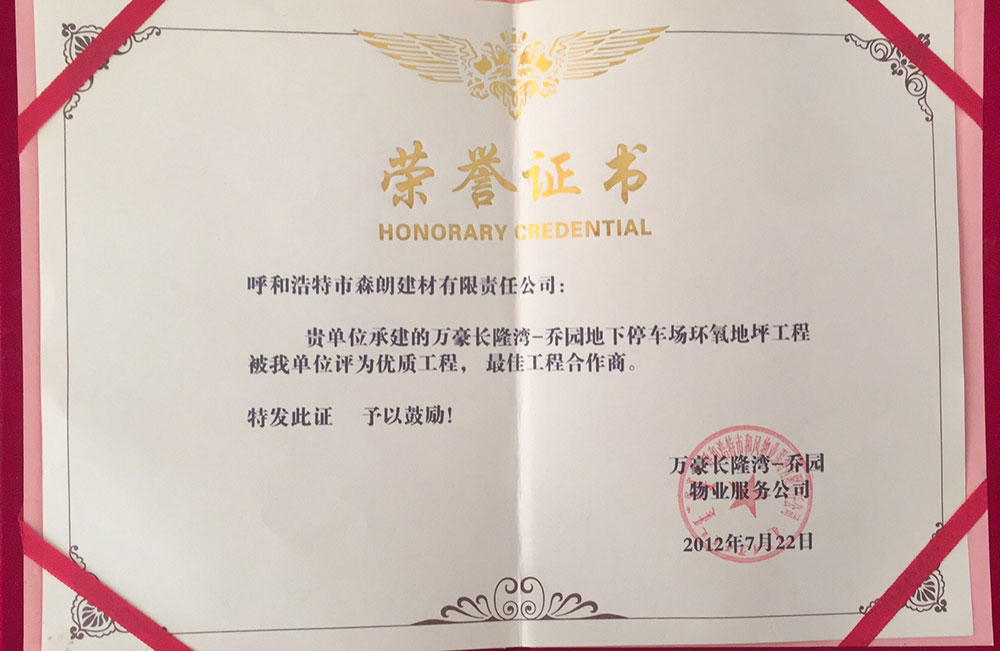 荣誉证书
HONORARY CREDENTIAL
呼和浩特市森朗建材有限责任公司：
贵单位承建的万豪长隆湾-乔园地下停车场环氧地坪工程
被我单位评为优质工程，最佳工程合作商。
特发此证 予以鼓励！
万豪长隆湾-乔园
物业服务公司
2012年7月22日